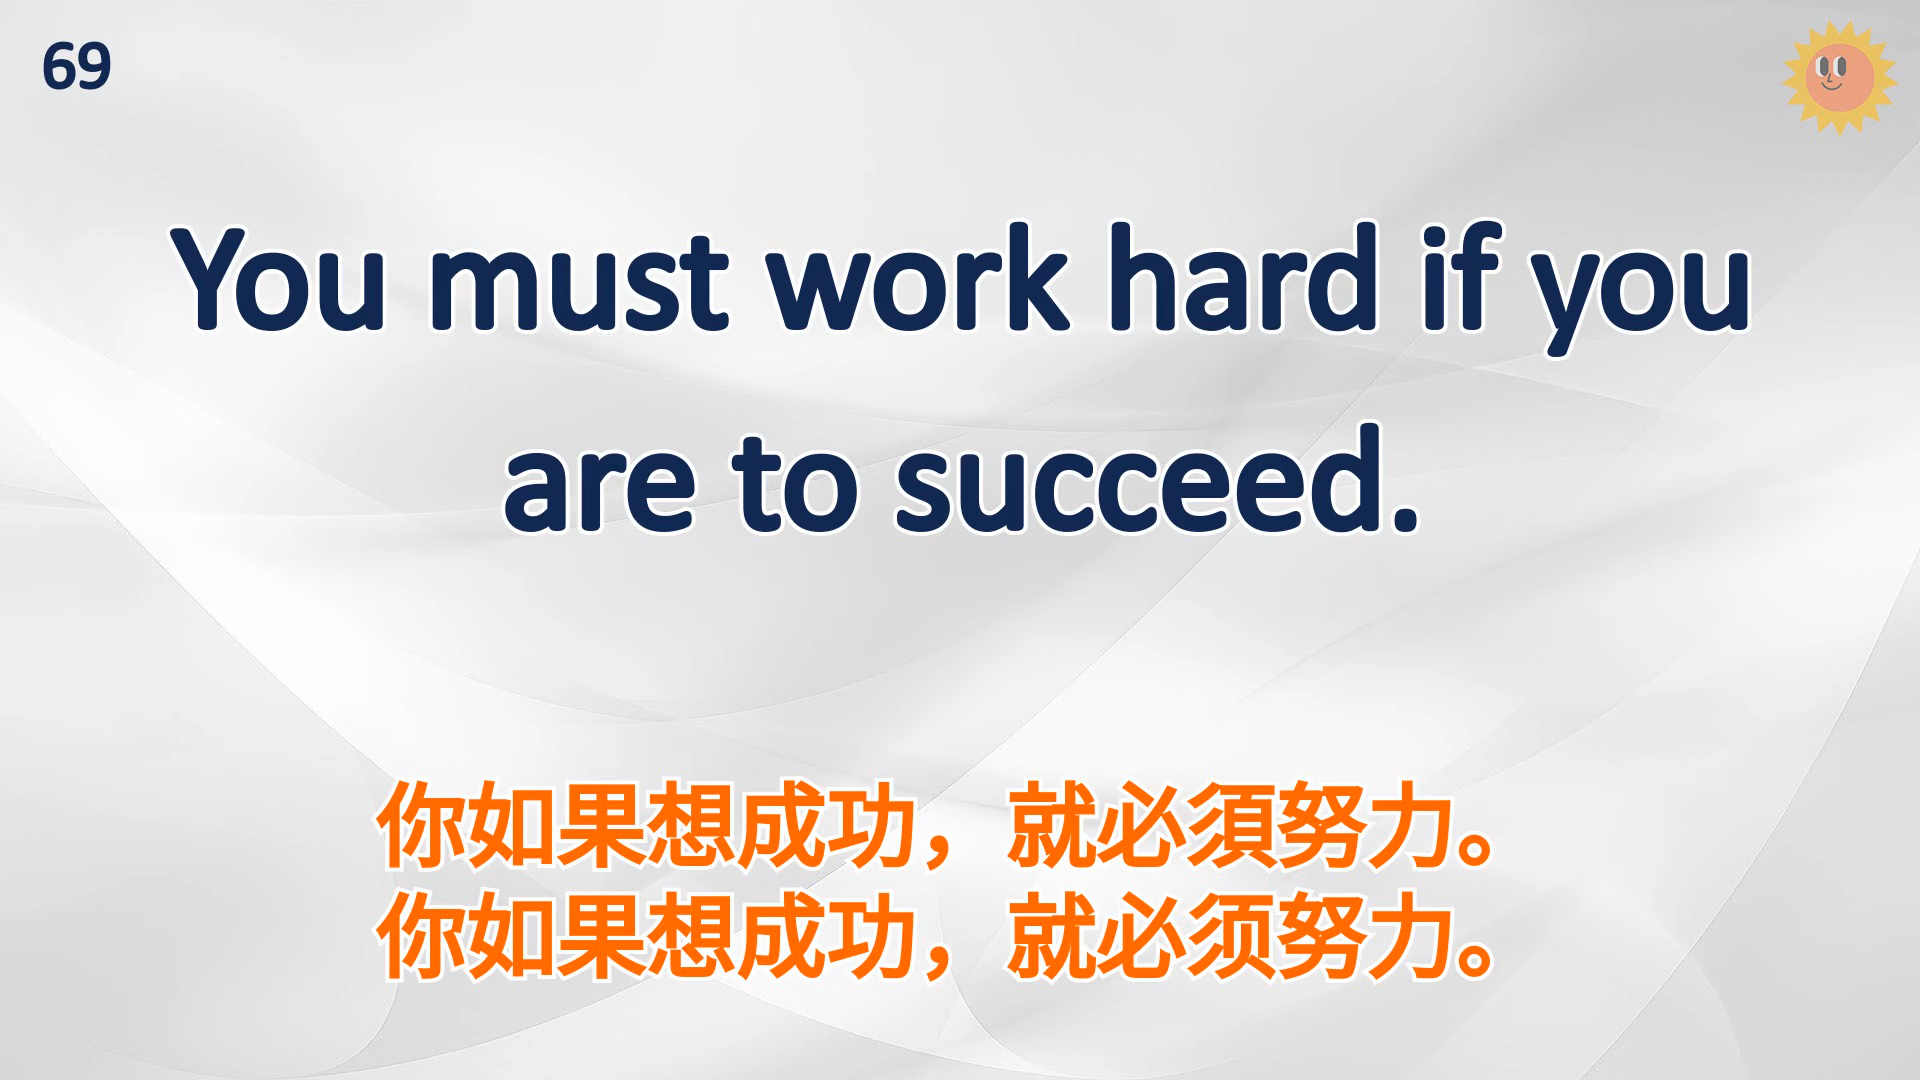 69
You must work hard if you
are to succeed.
你如果想成功，就必須努力。
你如果想成功，就必须努力。